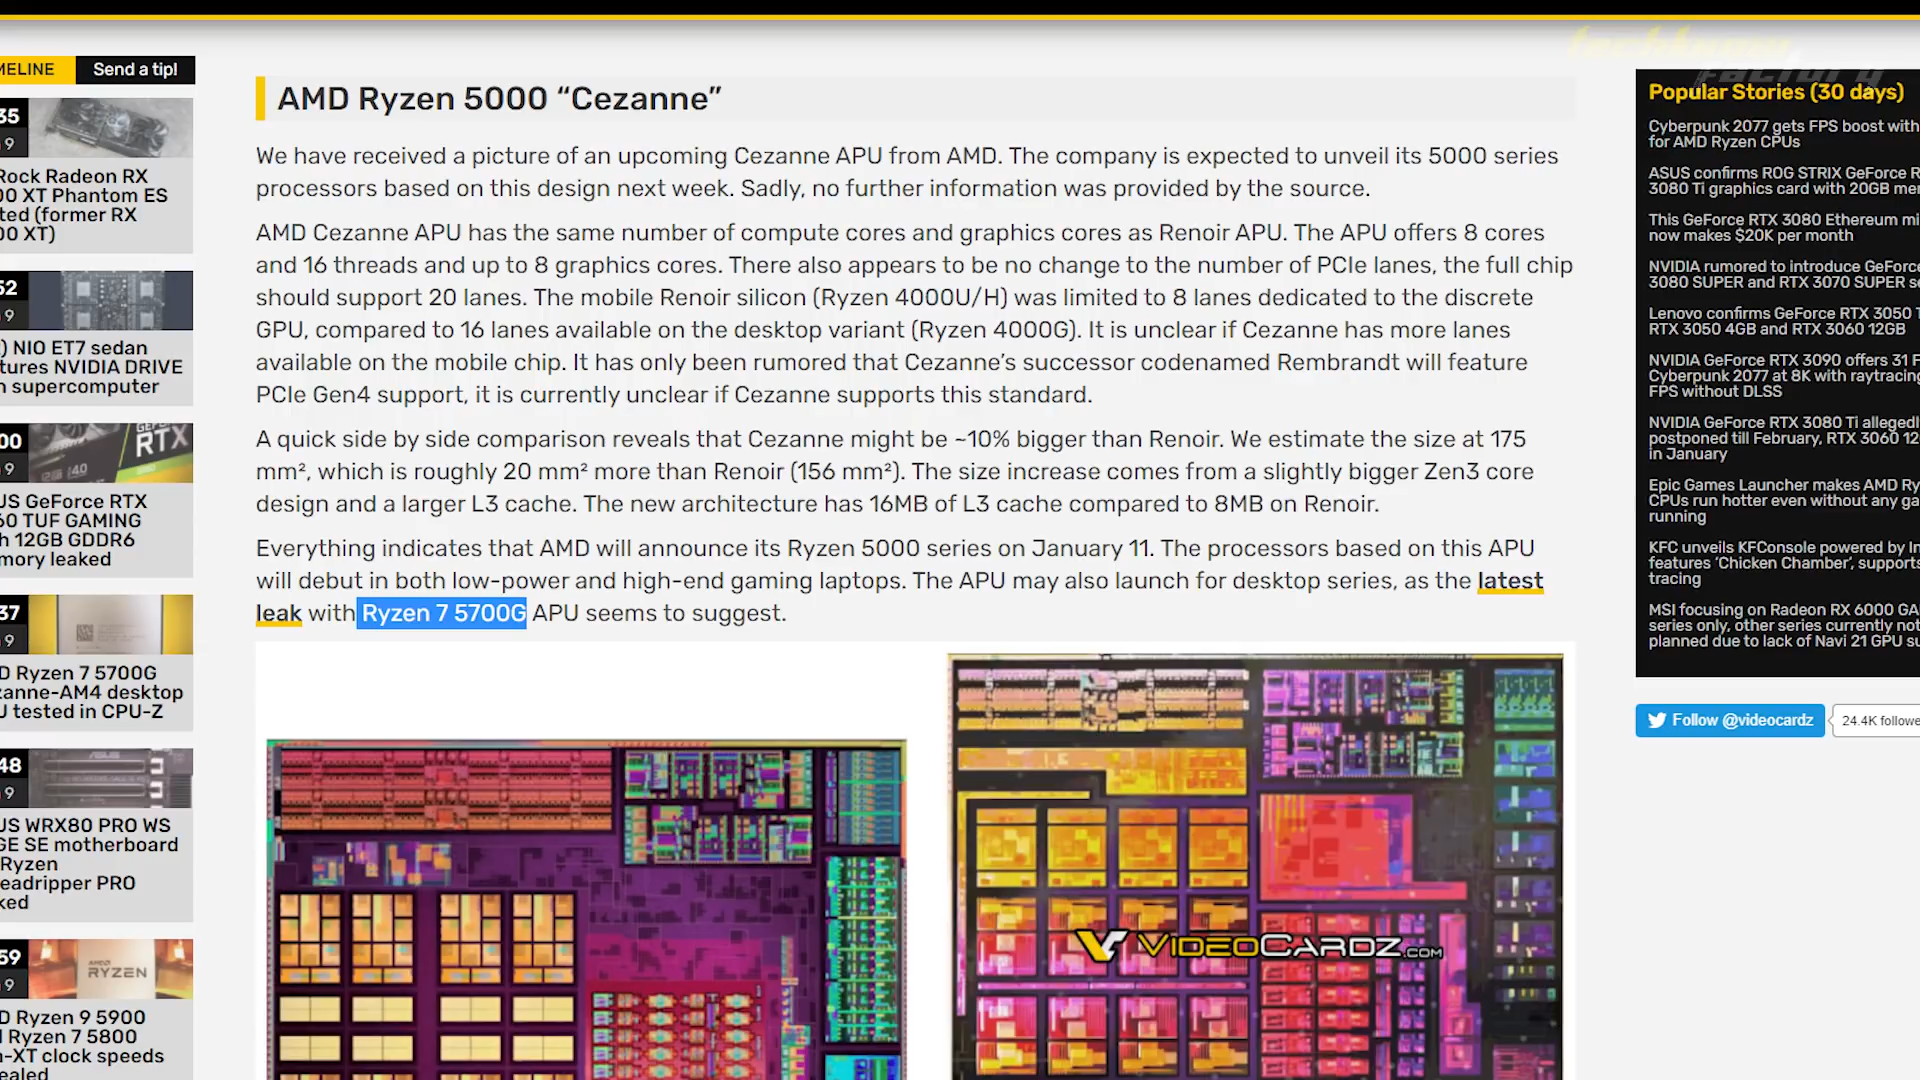 MELINE
Send a tip!
AMD Ryzen 5000 “Cezanne”
We have received a picture of an upcoming Cezanne APU from AMD. The company is expected to unveil its 5000 series
processors based on this design next week. Sadly, no further information was provided by the source.
AMD Cezanne APU has the same number of compute cores and graphics cores as Renoir APU. The APU offers 8 cores
and 16 threads and up to 8 graphics cores. There also appears to be no change to the number of PCIe lanes, the full chip
should support 20 lanes. The mobile Renoir silicon (Ryzen 4000U/H) was limited to 8 lanes dedicated to the discrete
GPU, compared to 16 lanes available on the desktop variant (Ryzen 4000G). It is unclear if Cezanne has more lanes
available on the mobile chip. It has only been rumored that Cezanne’s successor codenamed Rembrandt will feature
PCIe Gen4 support, it is currently unclear if Cezanne supports this standard.
A quick side by side comparison reveals that Cezanne might be ~10% bigger than Renoir. We estimate the size at 175
mm², which is roughly 20 mm² more than Renoir (156 mm²). The size increase comes from a slightly bigger Zen3 core
design and a larger L3 cache. The new architecture has 16MB of L3 cache compared to 8MB on Renoir.
Everything indicates that AMD will announce its Ryzen 5000 series on January 11. The processors based on this APU
will debut in both low-power and high-end gaming laptops. The APU may also launch for desktop series, as the latest
leak with Ryzen 7 5700G APU seems to suggest.
VIDEOCARDZ.COM
35
9
Rock Radeon RX
00 XT Phantom ES
ted (former RX
00 XT)
52
9
) NIO ET7 sedan
tures NVIDIA DRIVE
n supercomputer
00
9
RTX
US GeForce RTX
60 TUF GAMING
h 12GB GDDR6
mory leaked
37
9
D Ryzen 7 5700G
zanne-AM4 desktop
U tested in CPU-Z
48
9
US WRX80 PRO WS
GE SE motherboard
Ryzen
eadripper PRO
ked
59
9
AMD
RYZEN
D Ryzen 9 5900
Ryzen 7 5800
n-XT clock speeds
ealed
factory
Popular Stories (30 days)
Cyberpunk 2077 gets FPS boost with
for AMD Ryzen CPUs
ASUS confirms ROG STRIX GeForce R
3080 Ti graphics card with 20GB mem
This GeForce RTX 3080 Ethereum mi
now makes $20K per month
NVIDIA rumored to introduce GeForce
3080 SUPER and RTX 3070 SUPER se
Lenovo confirms GeForce RTX 3050 T
RTX 3050 4GB and RTX 3060 12GB
NVIDIA GeForce RTX 3090 offers 31 F
Cyberpunk 2077 at 8K with raytracing
FPS without DLSS
NVIDIA GeForce RTX 3080 Ti allegedly
postponed till February, RTX 3060 12
in January
Epic Games Launcher makes AMD Ry
CPUs run hotter even without any ga
running
KFC unveils KFConsole powered by In
features ‘Chicken Chamber’, supports
tracing
MSI focusing on Radeon RX 6000 GA
series only, other series currently not
planned due to lack of Navi 21 GPU su
Follow @videocardz
24.4K followe